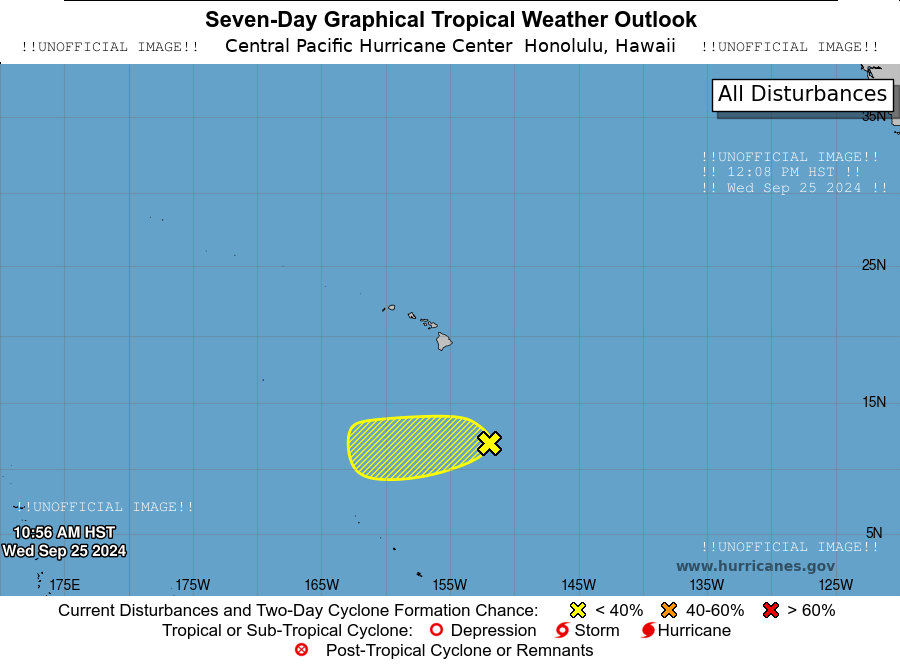 Seven-Day Graphical Tropical Weather Outlook
!!UNOFFICIAL IMAGE!! Central Pacific Hurricane Center Honolulu, Hawaii !!UNOFFICIAL IMAGE!!
All Disturbances
35N
!!UNOFFICIAL IMAGE!!
!! 12:08 PM HST !!
!! Wed Sep 25 2024 !!
25N
15N
!!UNOFFICIAL IMAGE!!
10:56 AM HST
Wed Sep 25 2024
5N
!!UNOFFICIAL IMAGE!!
www.hurricanes.gov
175E 175W 165W 155W 145W 135W 125W
Current Disturbances and Two-Day Cyclone Formation Chance: < 40% 40-60% > 60%
Tropical or Sub-Tropical Cyclone: Depression Storm Hurricane
Post-Tropical Cyclone or Remnants